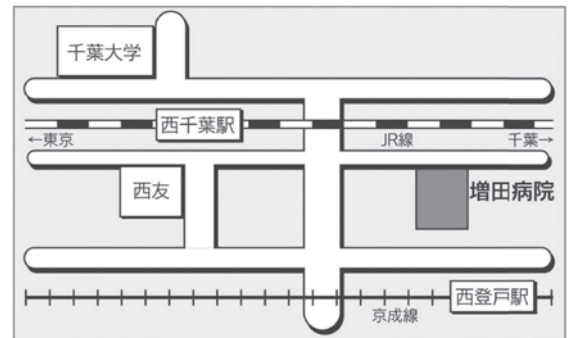 千葉大学
西千葉駅
←東京
JR線
千葉→
西友
増田病院
西登戸駅
京成線